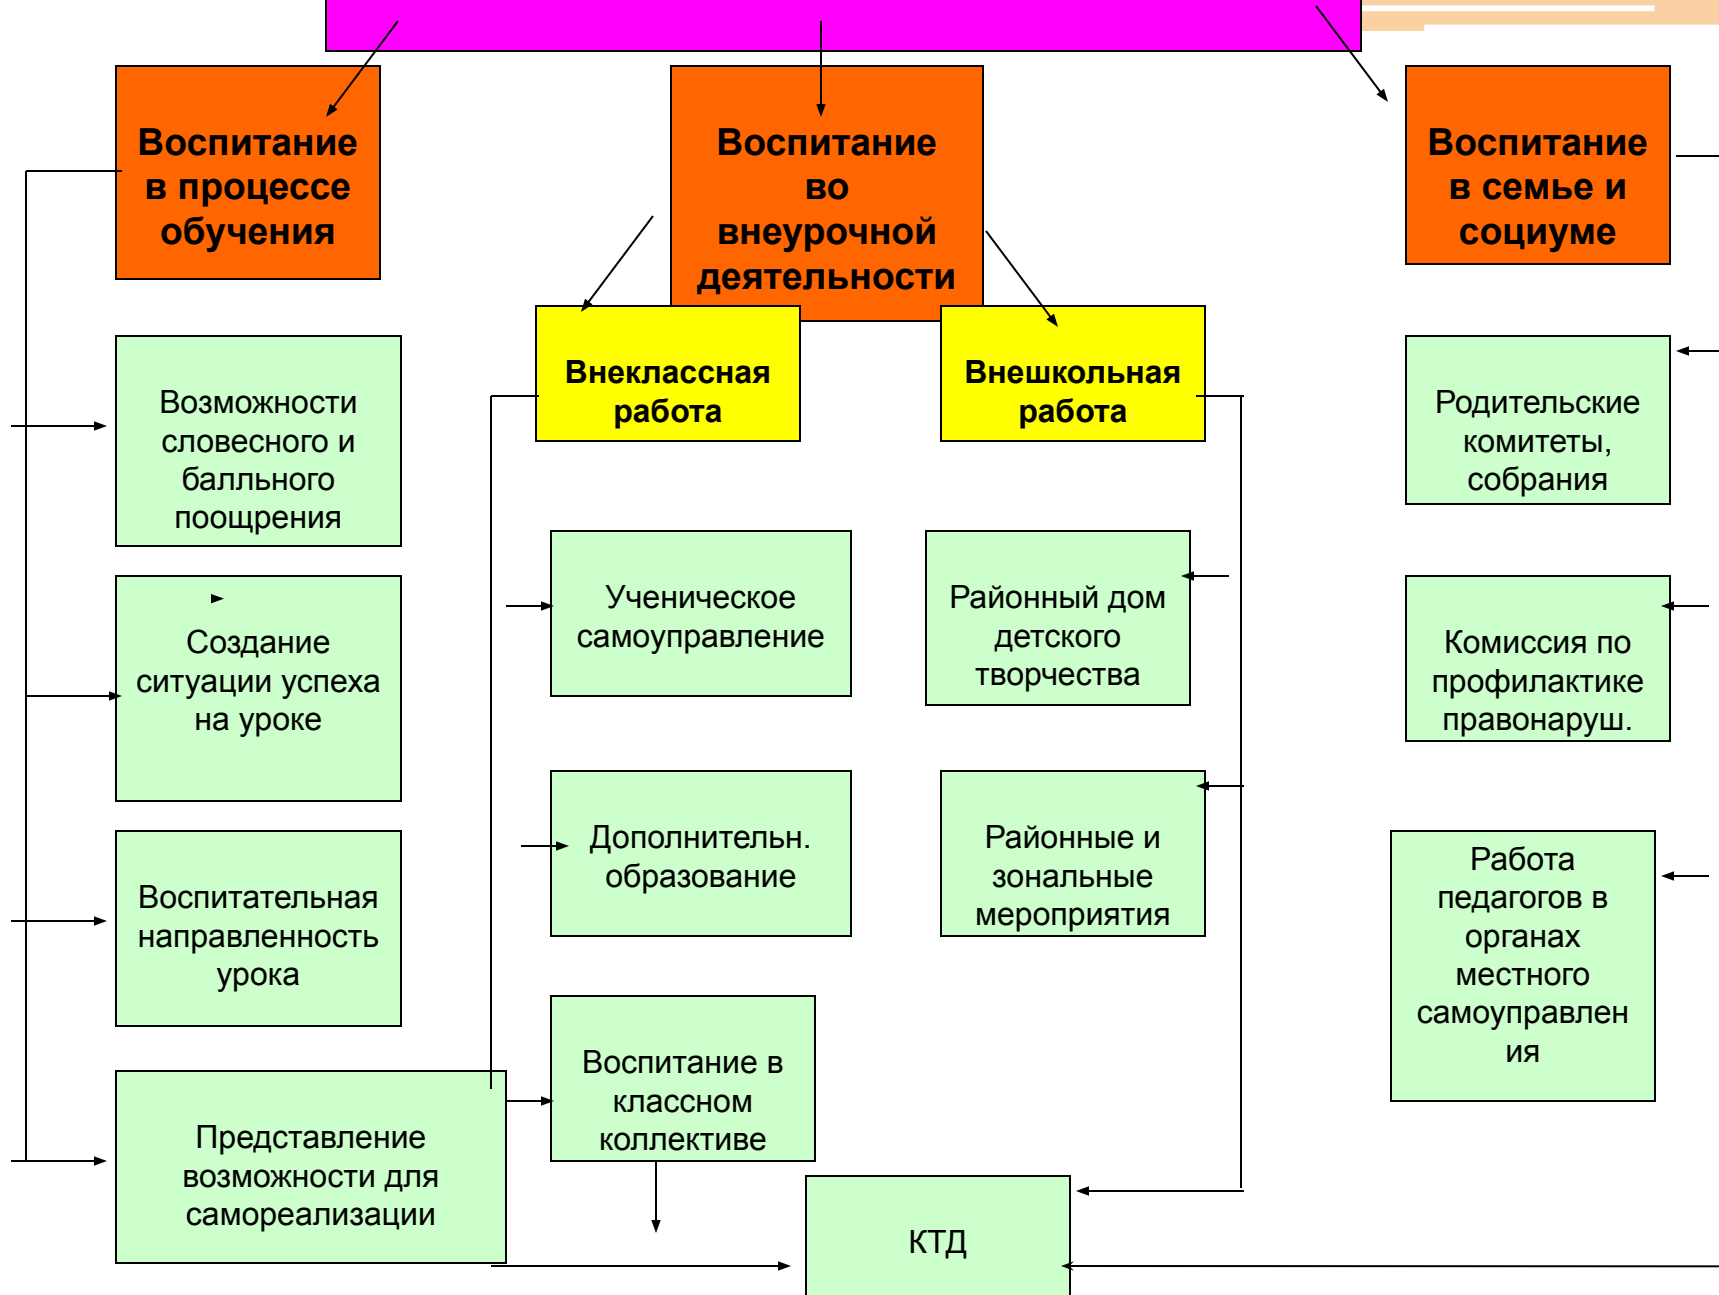 Воспитание
в процессе
обучения
Воспитание
во
внеурочной
деятельности
Воспитание
в семье и
социуме
Внеклассная
работа
Внешкольная
работа
Возможности
словесного и
балльного
поощрения
Создание
ситуации успеха
на уроке
Воспитательная
направленность
урока
Представление
возможности для
самореализации
Ученическое
самоуправление
Дополнительн.
образование
Воспитание в
классном
коллективе
Районный дом
детского
творчества
Районные и
зональные
мероприятия
КТД
Родительские
комитеты,
собрания
Комиссия по
профилактике
правонаруш.
Работа
педагогов в
органах
местного
самоуправлен
ия